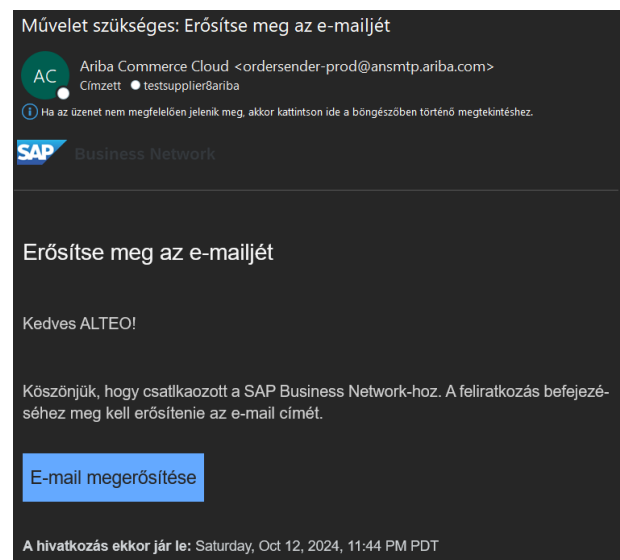 Művelet szükséges: Erősítse meg az e-mailjét
AC
Ariba Commerce Cloud <ordersender-prod@ansmtp.ariba.com>
Címzett testsupplier8ariba
Ha az üzenet nem megfelelően jelenik meg, akkor kattintson ide a böngészőben történő megtekintéshez.
SAP Business Network
Erősítse meg az e-mailjét
Kedves ALTEO!
Köszönjük, hogy csatlkaozott a SAP Business Network-hoz. A feliratkozás befejezé-
séhez meg kell erősítenie az e-mail címét.
E-mail megerősítése
A hivatkozás ekkor jár le: Saturday, Oct 12, 2024, 11:44 PM PDT